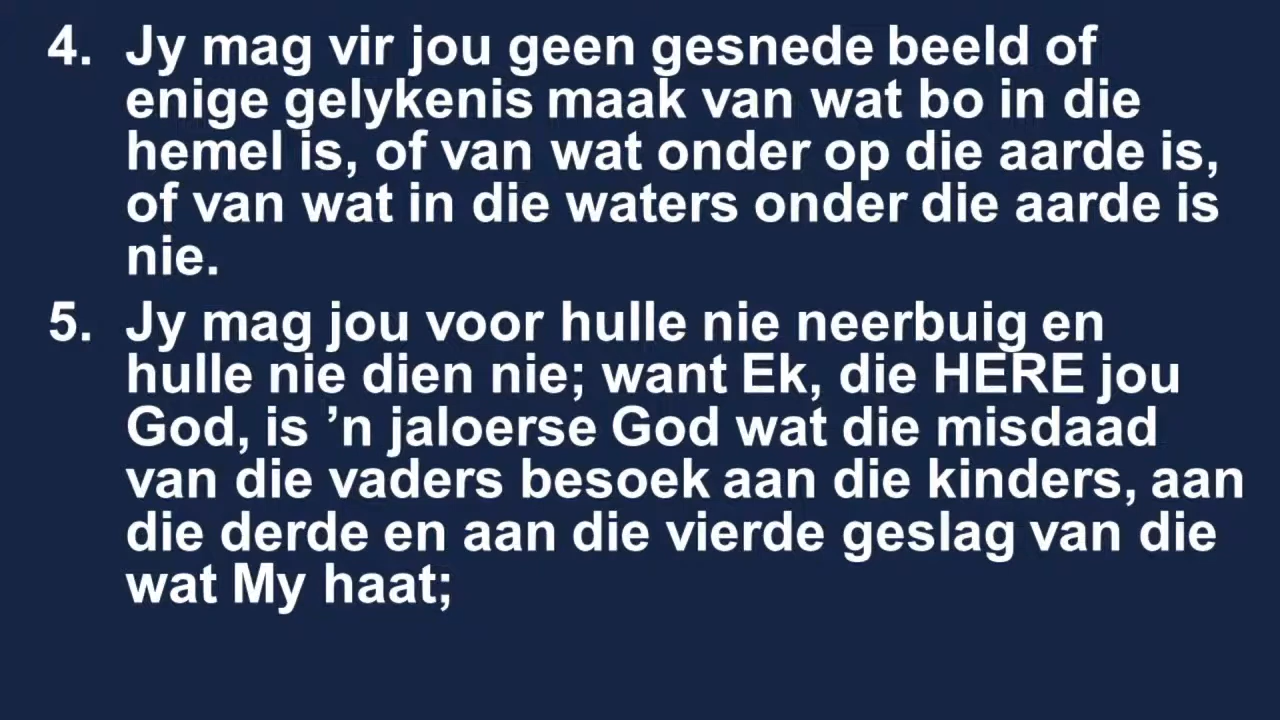 4. Jy mag vir jou geen gesnede beeld of
enige gelykenis maak van wat bo in die
hemel is, of van wat onder op die aarde is,
of van wat in die waters onder die aarde is
nie.
5. Jy mag jou voor hulle nie neerbuig en
hulle nie dien nie; want Ek, die HERE jou
God, is ’n jaloerse God wat die misdaad
van die vaders besoek aan die kinders, aan
die derde en aan die vierde geslag van die
wat My haat;